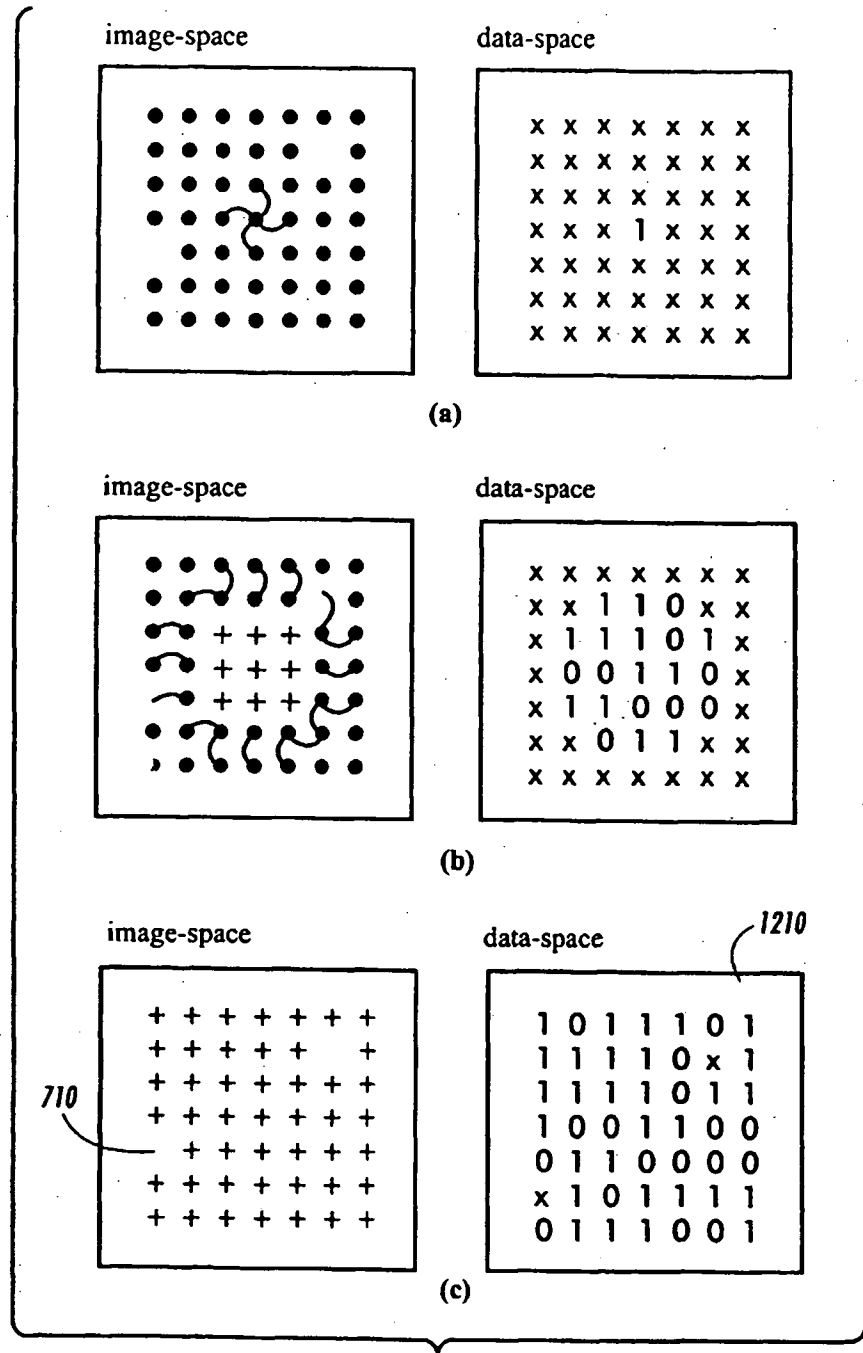 image-space data-space
x x x x x x x
x x x x x x x
x x x x x x x
x x x 1 x x x
x x x x x x x
x x x x x x x
x x x x x x x
(a)
image-space data-space
x x x x x x x
x x 1 1 0 x x
+ + + x 1 1 1 0 1 x
+ + + x 0 0 1 1 0 x
+ + + x 1 1 0 0 0 x
x x 0 1 1 x x
x x x x x x x
(b)
1210
image-space data-space
+ + + + + + + 1 0 1 1 1 0 1
+ + + + + + 1 1 1 1 0 x 1
+ + + + + + + 1 1 1 1 0 1 1
710 + + + + + + + 1 0 0 1 1 0 0
+ + + + + + 0 1 1 0 0 0 0
+ + + + + + + x 1 0 1 1 1 1
+ + + + + + + 0 1 1 1 0 0 1
(c)